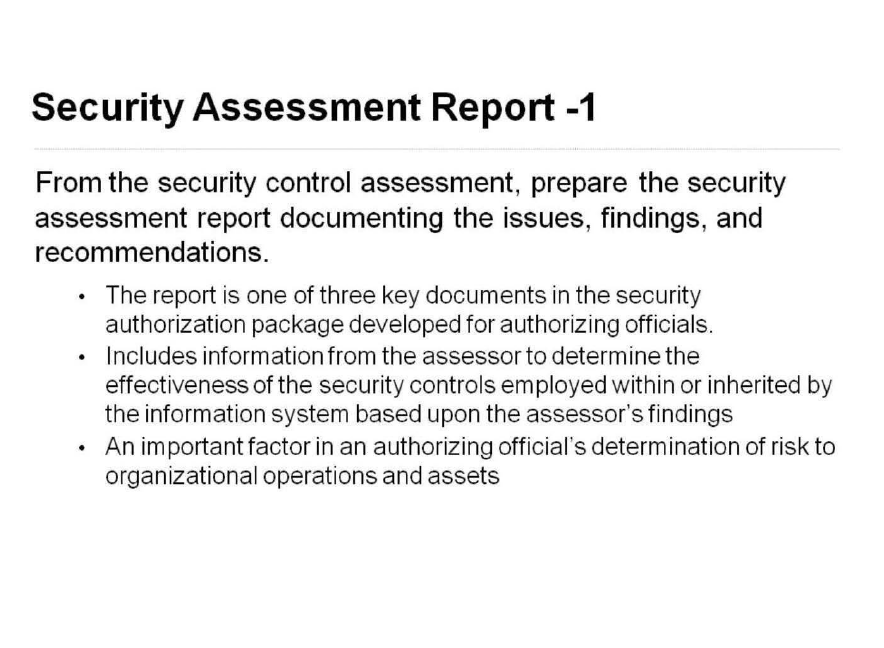 Security Assessment Report -1
From the security control assessment, prepare the security
assessment report documenting the issues, findings, and
recommendations.
• The report is one of three key documents in the security
authorization package developed for authorizing officials.
• Includes information from the assessor to determine the
effectiveness of the security controls employed within or inherited by
the information system based upon the assessor's findings
• An important factor in an authorizing official's determination of risk to
organizational operations and assets